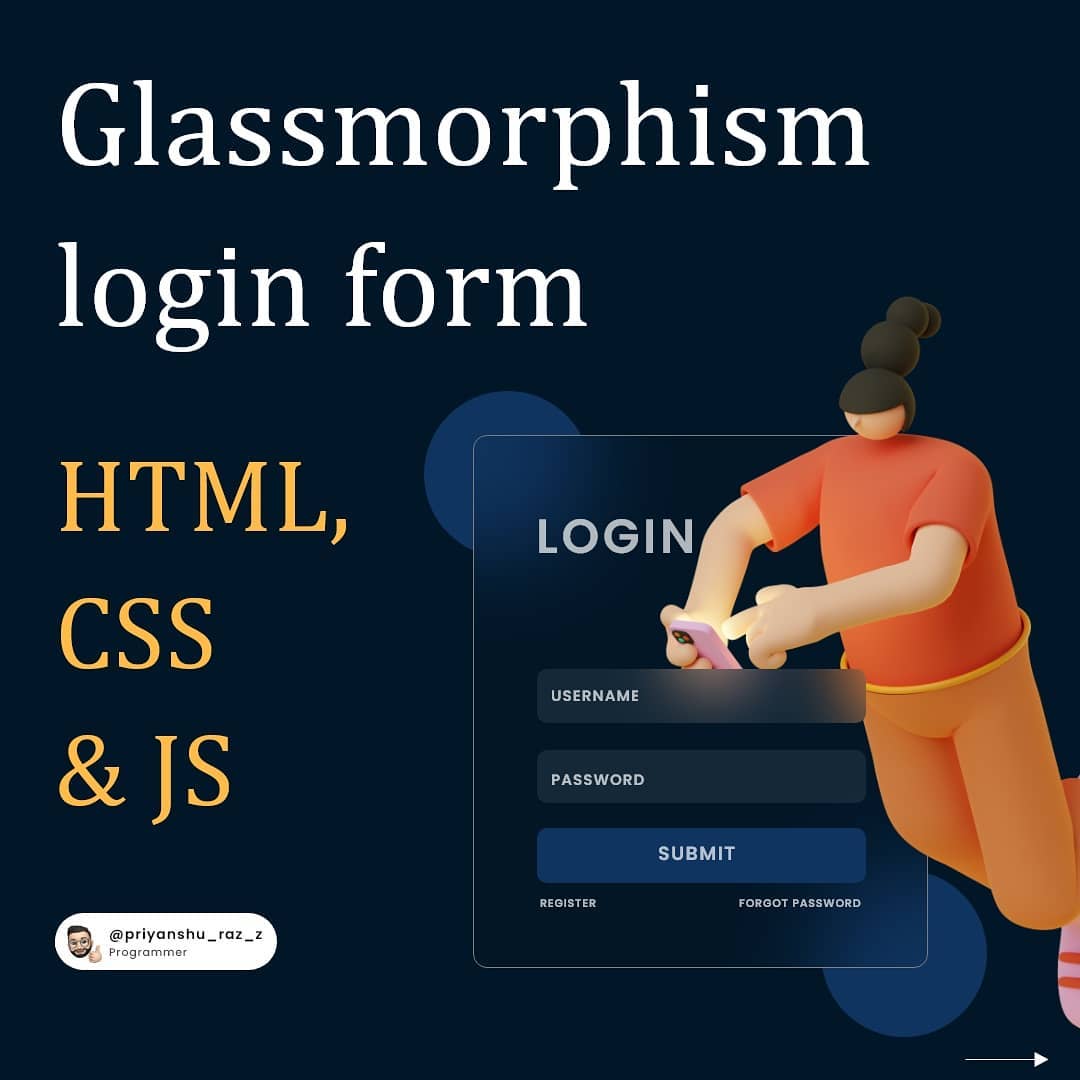 Glassmorphism
login form
HTML,
CSS
& JS
LOGIN
USERNAME
PASSWORD
SUBMIT
REGISTER FORGOT PASSWORD
@priyanshu_raz_z
Programmer